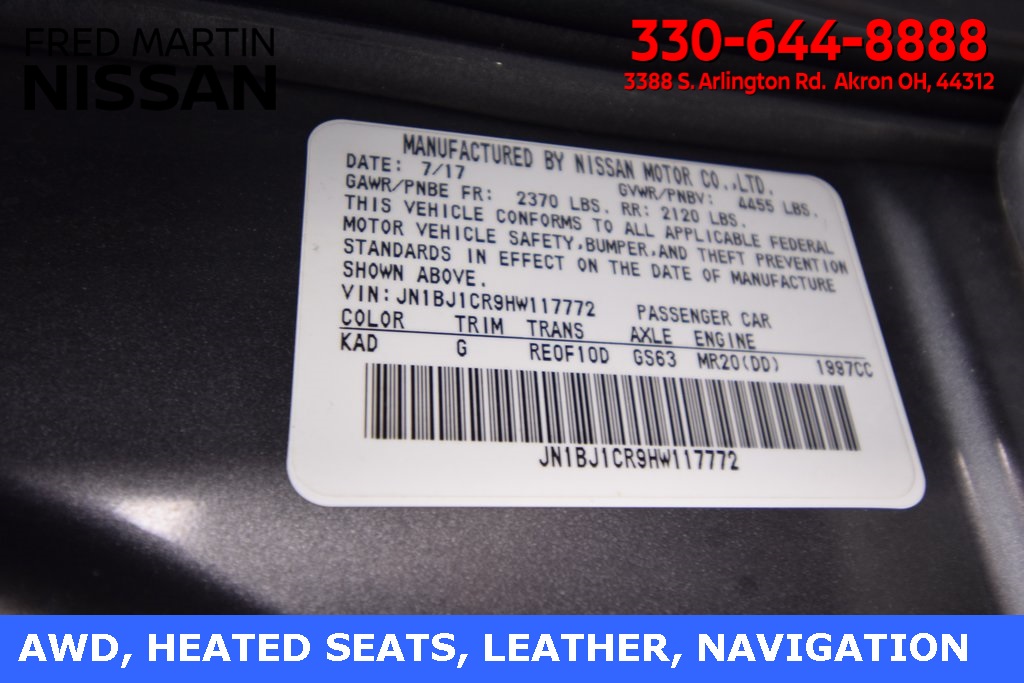 FRED MARTIN
NISSAN
330-644-8888
3388 S. Arlington Rd. Akron OH, 44312
MANUFACTURED BY NISSAN MOTOR CO.,LTD.
DATE: 7/17 GVWR/PNBV: 4455 LBS.
GAWR/PNBE FR: 2370 LBS. RR: 2120 LBS.
THIS VEHICLE CONFORMS TO ALL APPLICABLE FEDERAL
MOTOR VEHICLE SAFETY,BUMPER,AND THEFT PREVENTION
STANDARDS IN EFFECT ON THE DATE OF MANUFACTURE
SHOWN ABOVE.
VIN:JN1BJ1CR9HW117772 PASSENGER CAR
COLOR TRIM TRANS AXLE ENGINE
KAD G RE0F10D GS63 MR20(DD) 1997CC
JN1BJ1CR9HW117772
AWD, HEATED SEATS, LEATHER, NAVIGATION